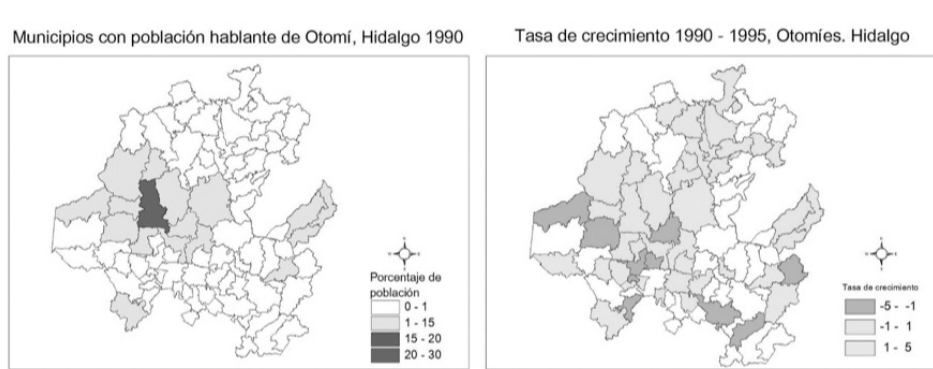 Municipios con población hablante de Otomí, Hidalgo 1990
Porcentaje de
población
0 - 1
1 - 15
15 - 20
20 - 30
Tasa de crecimiento 1990 - 1995, Otomíes. Hidalgo
Tasa de crecimiento
-5 - -1
-1 - 1
1 - 5